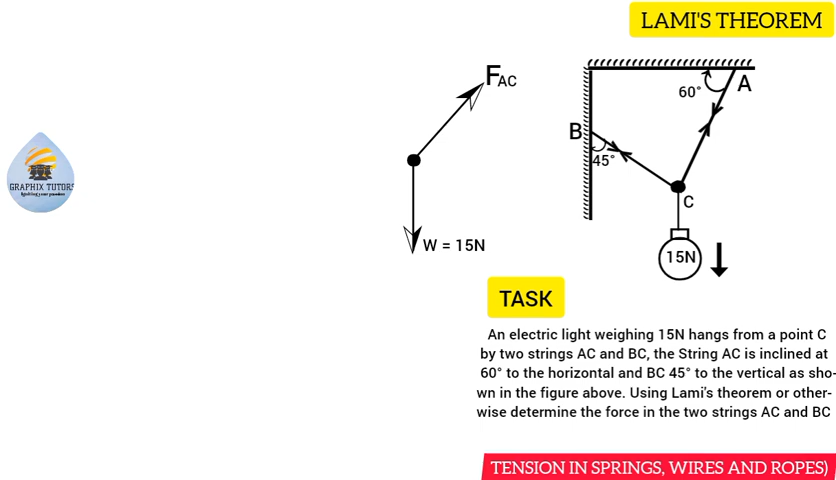 LAMI'S THEOREM
FAC
A
60°
B
45°
C
GRAPHIX TUTORS
W = 15N
15N
TASK
An electric light weighing 15N hangs from a point C
by two strings AC and BC, the String AC is inclined at
60° to the horizontal and BC 45° to the vertical as sho-
wn in the figure above. Using Lami's theorem or other-
wise determine the force in the two strings AC and BC
TENSION IN SPRINGS, WIRES AND ROPES)